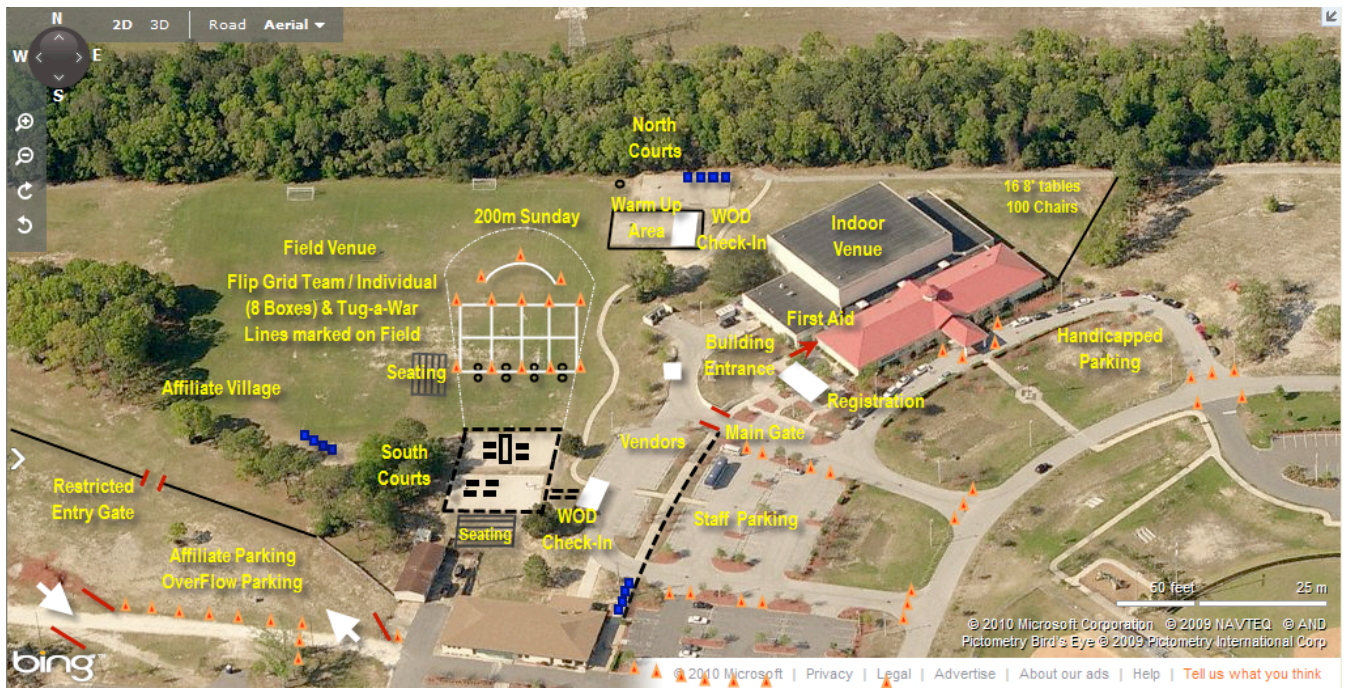 N
2D 3D Road Aerial
W E
S
North
Courts
16 8' tables
100 Chairs
200m Sunday
Warm Up
Area
WOD
Check-In
Indoor
Venue
Field Venue
Flip Grid Team / Individual
(8 Boxes) & Tug-a-War
Lines marked on Field
First Aid
Building
Entrance
Handicapped
Parking
Seating
Affiliate Village
Registration
Main Gate
Vendors
South
Courts
Restricted
Entry Gate
Staff Parking
WOD
Check-In
Seating
Affiliate Parking
OverFlow Parking
50 feet 25 m
© 2010 Microsoft Corporation © 2009 NAVTEQ © AND
Pictometry Bird's Eye © 2009 Pictometry International Corp
bing™
© 2010 Microsoft | Privacy | Legal | Advertise | About our ads | Help | Tell us what you think